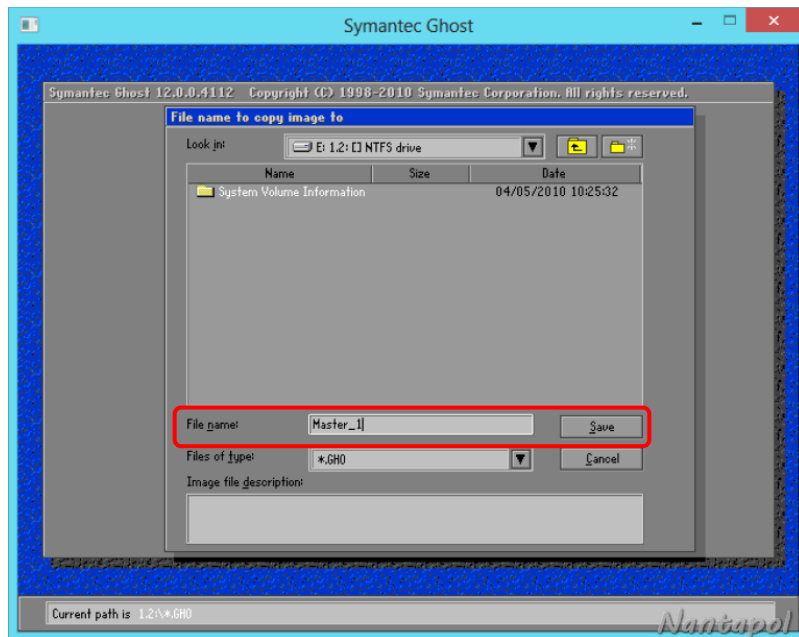 Symantec Ghost
Symantec Ghost 12.0.0.4112 Copyright (C) 1998-2010 Symantec Corporation. All rights reserved.
File name to copy image to
Look in: E: 1.2: [] NTFS drive
Name Size Date
System Volume Information 04/05/2010 10:25:32
File name: Master_1 Save
Files of type: *.GHO Cancel
Image file description:
Current path is 1.2:\*.GHO
Nantapol